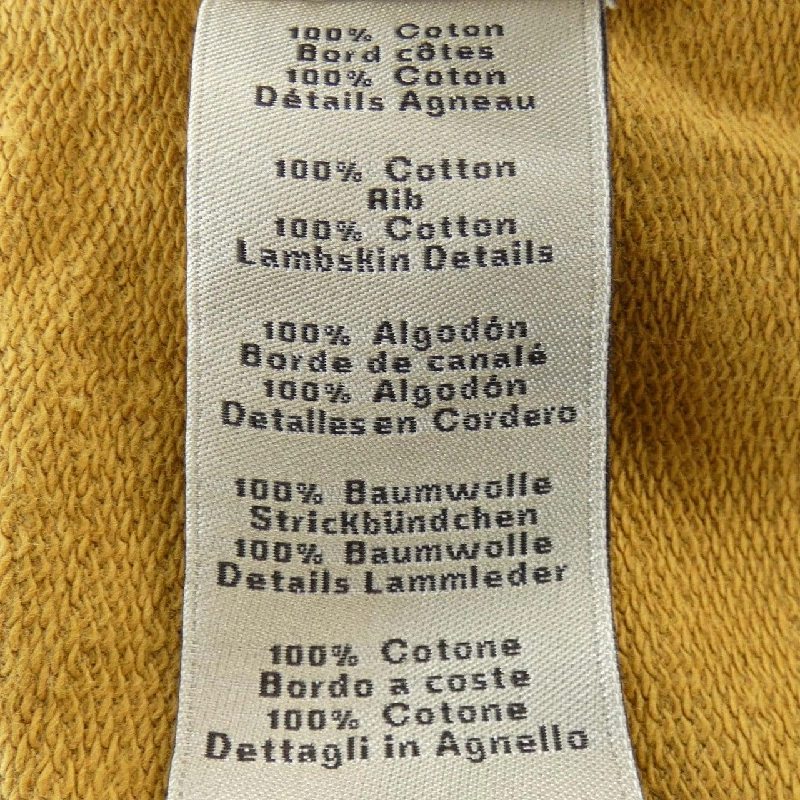 100% Coton
Bord côtes
100% Coton
Détails Agneau
100% Cotton
Rib
100% Cotton
Lambskin Details
100% Algodón
Borde de canalé
100% Algodón
Detalles en Cordero
100% Baumwolle
Strickbündchen
100% Baumwolle
Details Lammleder
100% Cotone
Bordo a coste
100% Cotone
Dettagli in Agnello